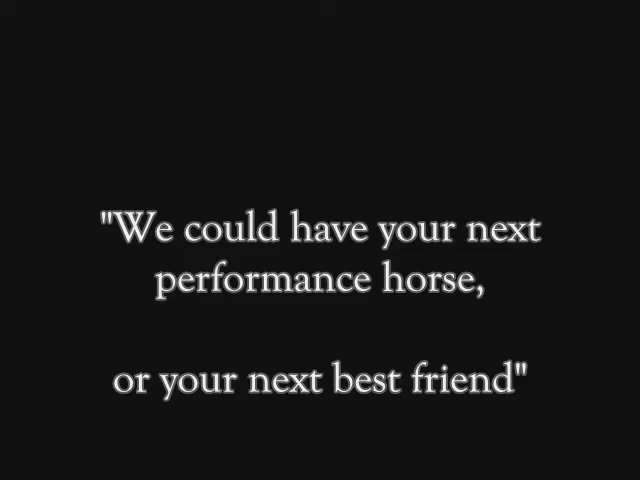 "We could have your next
performance horse,
or your next best friend"